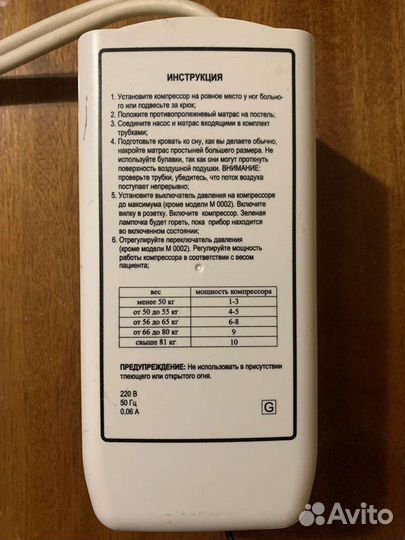 ИНСТРУКЦИЯ
1. Установите компрессор на ровное место у ног больно-
го или подвесьте за крюк;
2. Положите противопролежневый матрас на постель;
3. Соедините насос и матрас входящими в комплект
трубками;
4. Подготовьте кровать ко сну, как вы делаете обычно,
накройте матрас простыней большего размера. Не
используйте булавки, так как они могут проткнуть
поверхность воздушной подушки. ВНИМАНИЕ:
проверьте трубки, убедитесь, что поток воздуха
поступает непрерывно;
5. Установите выключатель давления на компрессоре
до максимума (кроме модели М 0002). Включите
вилку в розетку. Включите компрессор. Зеленая
лампочка будет гореть, пока прибор находится
во включенном состоянии;
6. Отрегулируйте переключатель давления
(кроме модели М 0002). Регулируйте мощность
работы компрессора в соответствии с весом
пациента;
вес мощность компрессора
менее 50 кг 1-3
от 50 до 55 кг 4-5
от 56 до 65 кг 6-8
от 66 до 80 кг 9
свыше 81 кг 10
ПРЕДУПРЕЖДЕНИЕ: Не использовать в присутствии
тлеющего или открытого огня.
220 В
50 Гц
0,06 А
G
Avito